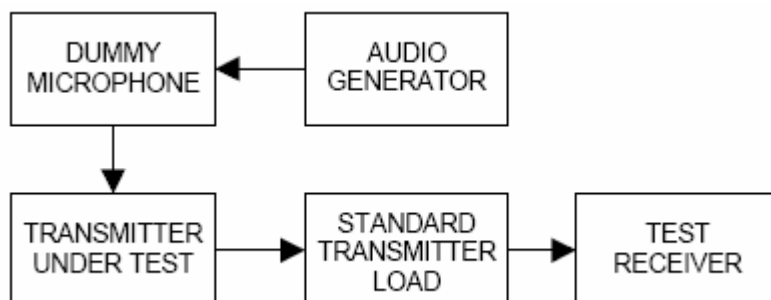 DUMMY
MICROPHONE
AUDIO
GENERATOR
TRANSMITTER
UNDER TEST
STANDARD
TRANSMITTER
LOAD
TEST
RECEIVER